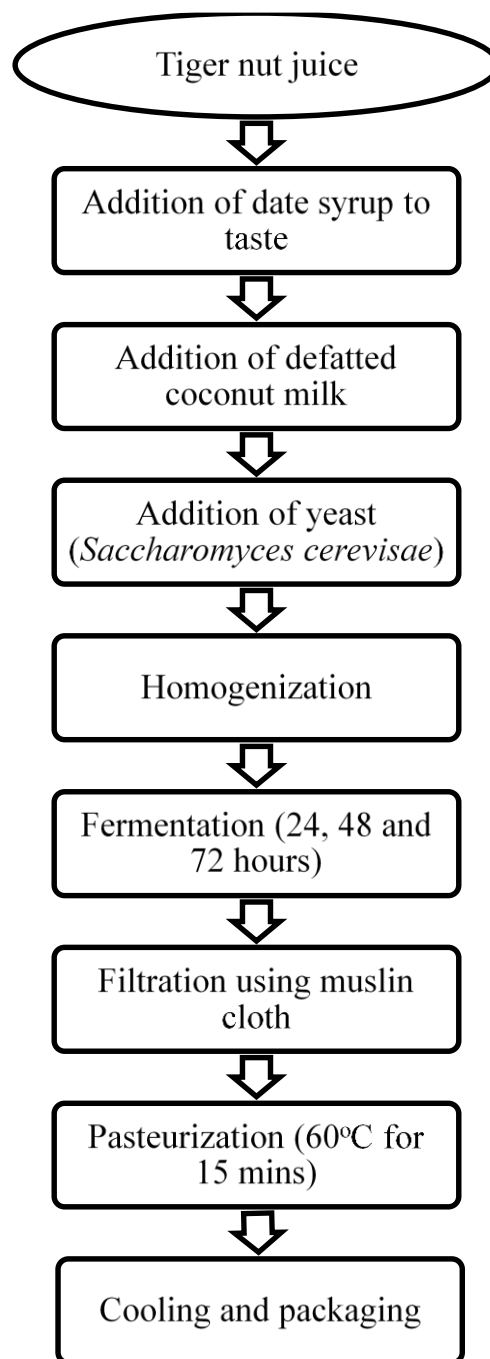 Tiger nut juice
Addition of date syrup to
taste
Addition of defatted
coconut milk
Addition of yeast
(Saccharomyces cerevisae)
Homogenization
Fermentation (24, 48 and
72 hours)
Filtration using muslin
cloth
Pasteurization (60ºC for
15 mins)
Cooling and packaging